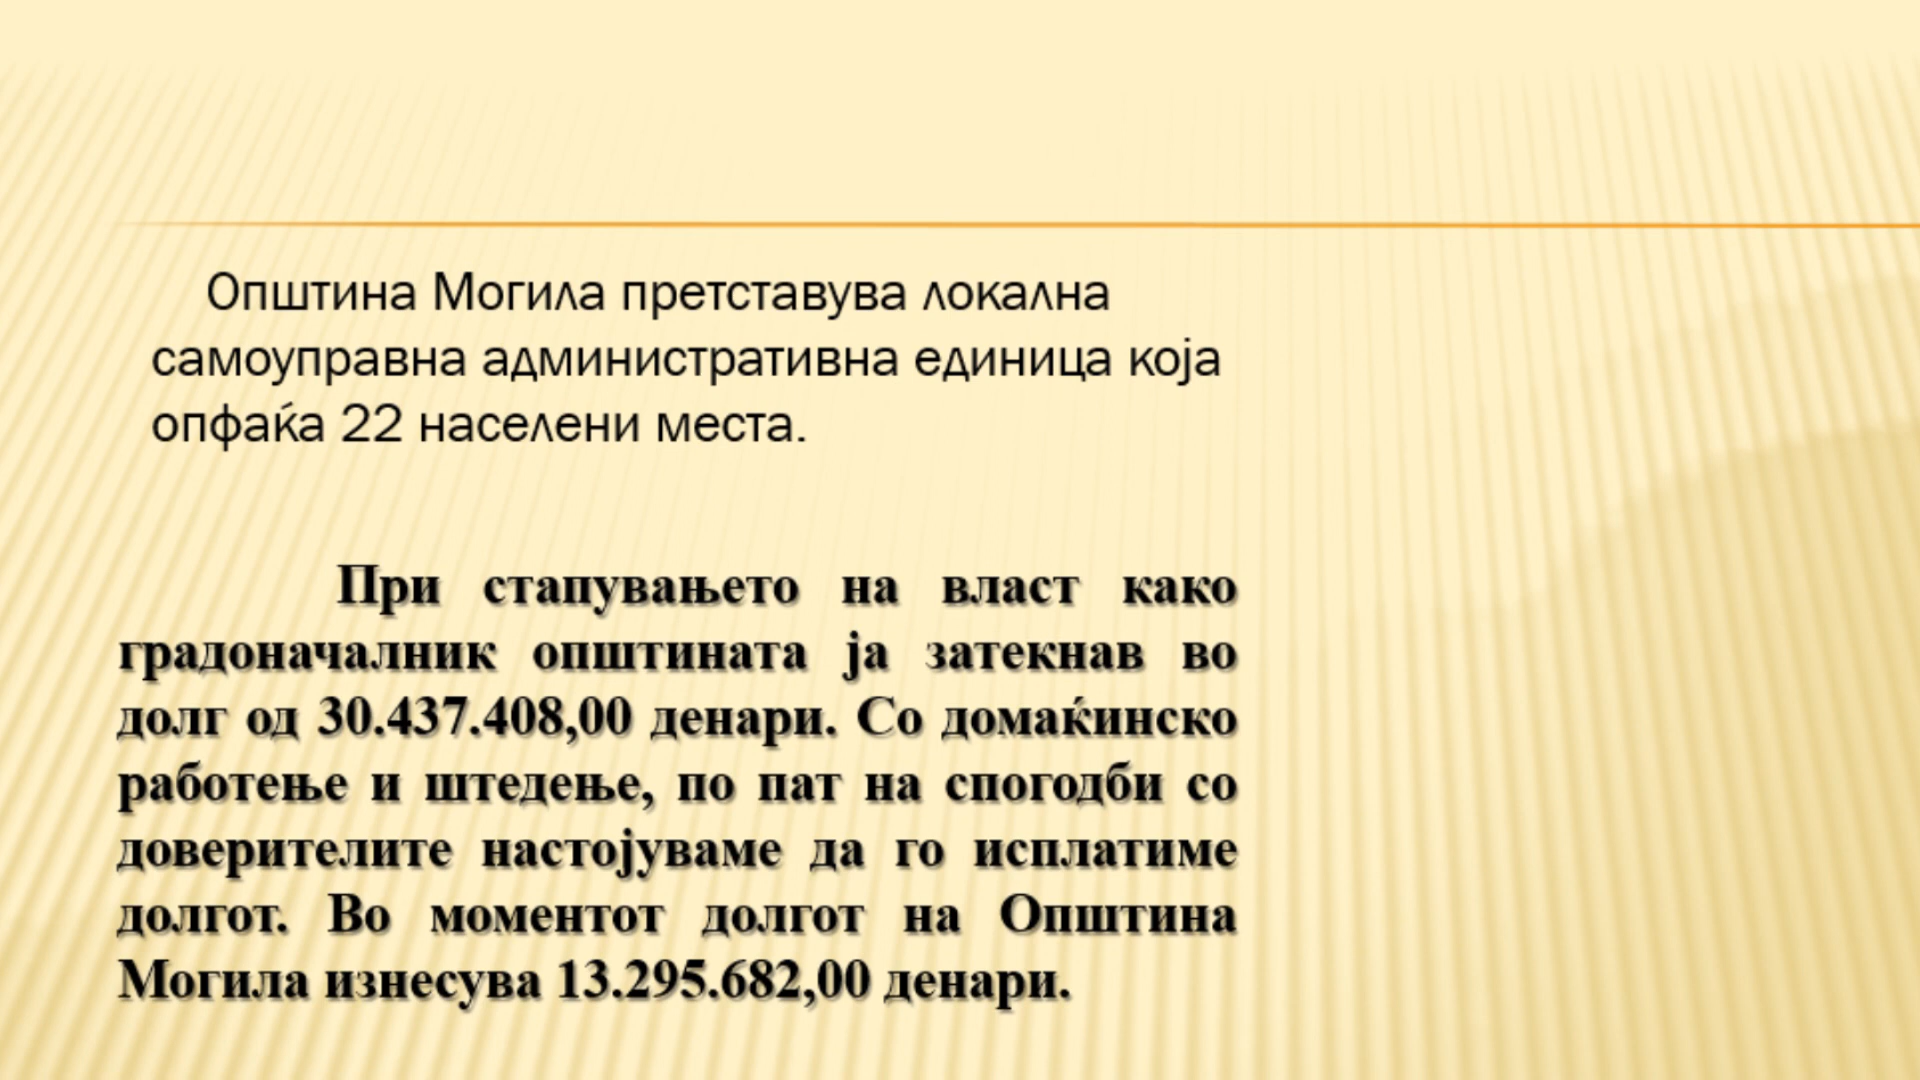 Општина Могила претставува локална
самоуправна административна единица која
опфаќа 22 населени места.
При стапувањето на власт како
градоначалник општината ја затекнав во
долг од 30.437.408,00 денари. Со домаќинско
работење и штедење, по пат на спогодби со
доверителите настојуваме да го исплатиме
долгот. Во моментот долгот на Општина
Могила изнесува 13.295.682,00 денари.